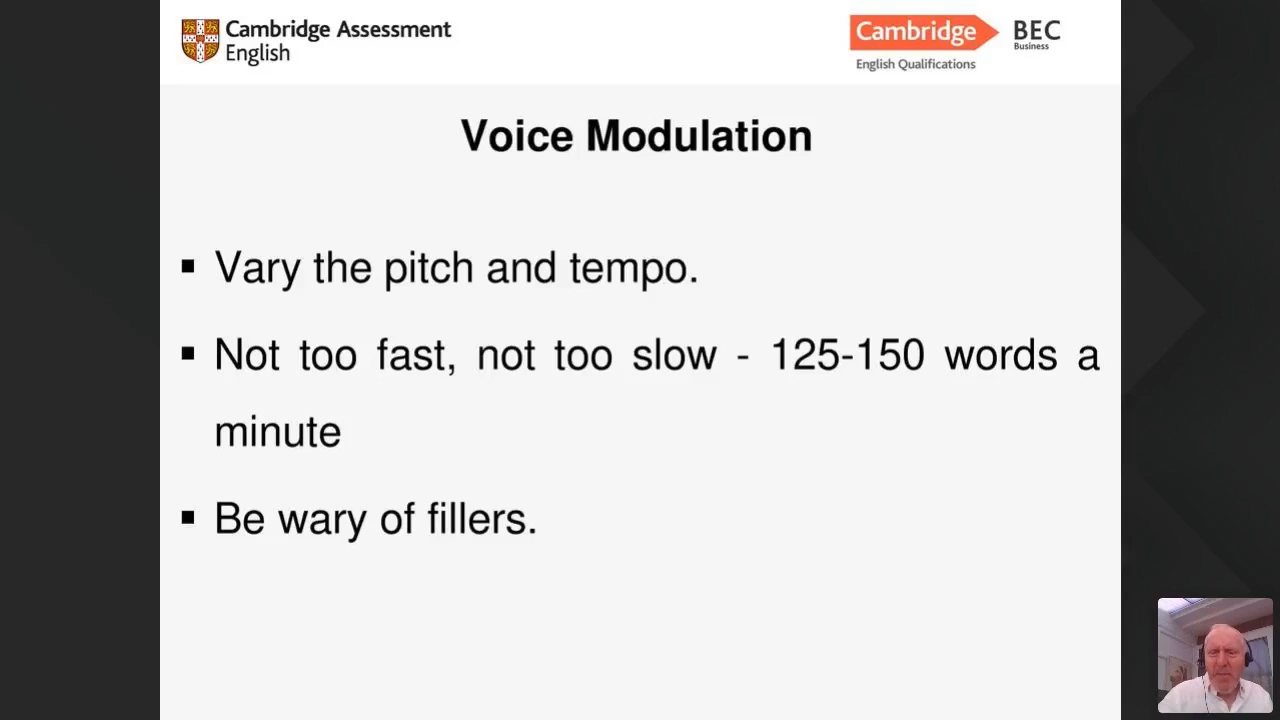 Cambridge Assessment
English
Cambridge
English Qualifications
BEC
Business
Voice Modulation
▪ Vary the pitch and tempo.
▪ Not too fast, not too slow - 125-150 words a
minute
▪ Be wary of fillers.